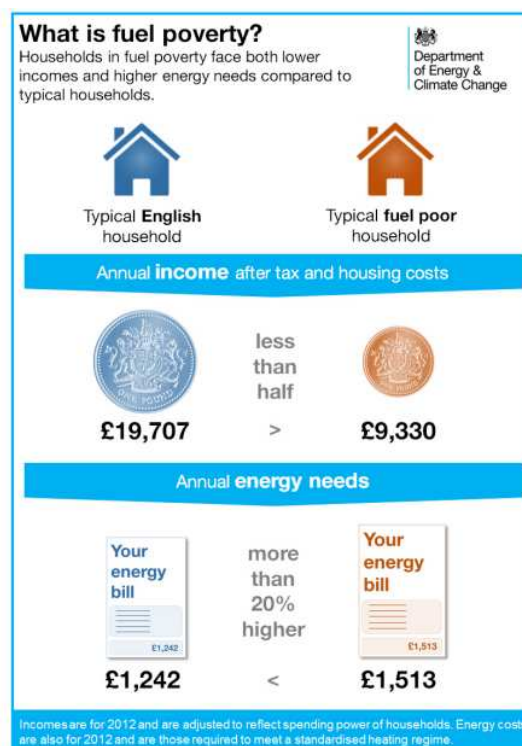 What is fuel poverty?
Households in fuel poverty face both lower
incomes and higher energy needs compared to
typical households.
Department
of Energy &
Climate Change
Typical English
household
Typical fuel poor
household
Annual income after tax and housing costs
ONE POUND
less
than
half
£19,707
>
£9,330
Annual energy needs
Your
energy
bill
£1,242
more
than
20%
higher
Your
energy
bill
£1,513
£1,242
<
£1,513
Incomes are for 2012 and are adjusted to reflect spending power of households. Energy costs
are also for 2012 and are those required to meet a standardised heating regime.